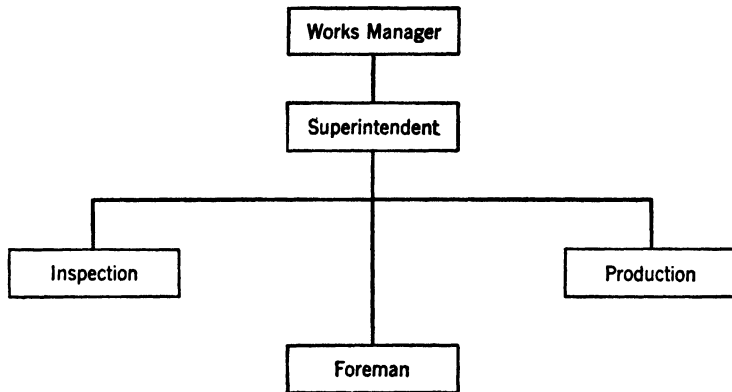 Works Manager
Superintendent
Inspection
Production
Foreman